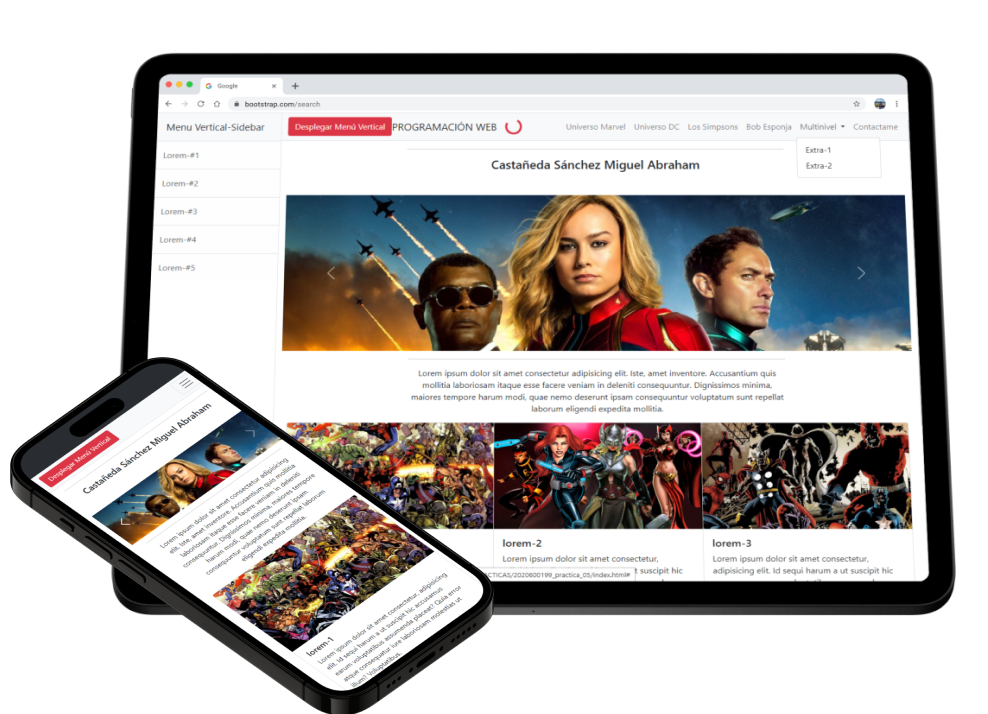 Google
bootstrap.com/search
Menu Vertical-Sidebar
Desplegar Menú Vertical PROGRAMACIÓN WEB
Universo Marvel Universo DC Los Simpsons Bob Esponja Multinivel Contactame
Extra-1
Extra-2
Lorem-#1
Lorem-#2
Lorem-#3
Lorem-#4
Lorem-#5
Castañeda Sánchez Miguel Abraham
Lorem ipsum dolor sit amet consectetur adipisicing elit. Iste, amet inventore. Accusantium quis
mollitia laboriosam itaque esse facere veniam in deleniti consequuntur. Dignissimos minima,
maiores tempore harum modi, quae nemo deserunt ipsam consequuntur voluptatum sunt repellat
laborum eligendi expedita mollitia.
lorem-2
Lorem ipsum dolor sit amet consectetur,
t suscipit hic
lorem-3
Lorem ipsum dolor sit amet consectetur,
adipisicing elit. Id sequi harum a ut suscipit hic
CTICAS/2020600199_practica_05/index.html#
Desplegar Menú Vertical
Castañeda Sánchez Miguel Abraham
Lorem ipsum dolor sit amet consectetur adipisicing
elit. Iste, amet inventore. Accusantium quid mollitia
laboriosam itaque esse facere veniam in deleniti
consequuntur. Dignissimos minima, maiores tempore
harum modi, quae nemo deserunt ipsam
consequuntur voluptatum sunt repellat laborum
eligendi expedita mollitia.
lorem-1
Lorem ipsum dolor sit amet consectetur, adipisicing
elit. Id sequi harum a ut suscipit hic accusamus
earum voluptatibus assumenda placeat? Quia error
atque consequatur iure laboriosam molestias ut
illum? Voluptatibus.